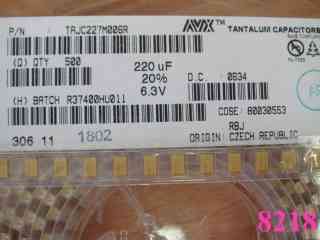 P/N : TAJC227M006R
AVX™ TANTALUM CAPACITORS
(Q) QTY 500
220 uF
20%
6.3V
D.C. : 0634
(H) BATCH R37400HU011
CDSE: 80030553
RBJ
306 11 1802
ORIGIN: CZECH REPUBLIC
8218